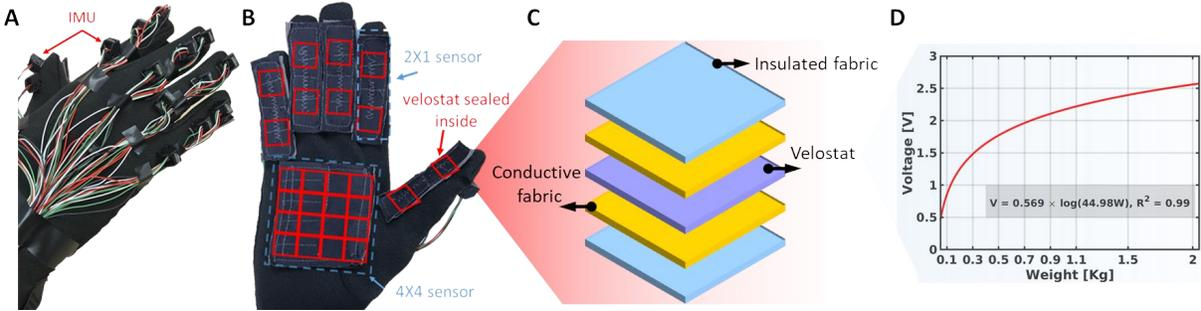 A
IMU
B
2X1 sensor
velostat sealed
inside
4X4 sensor
C
Insulated fabric
Velostat
Conductive
fabric
D
Voltage [V]
3
2.5
2
1.5
1
0.5
0
V = 0.569 × log(44.98W), R² = 0.99
0.1 0.3 0.5 0.7 0.9 1.1 1.5 2
Weight [Kg]